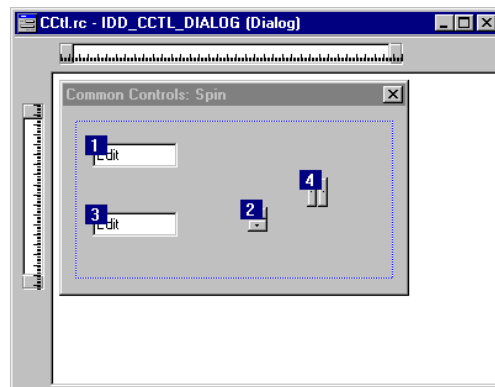 CCtl.rc - IDD_CCTL_DIALOG (Dialog)
Common Controls: Spin
1
Edit
4
2
3
Edit